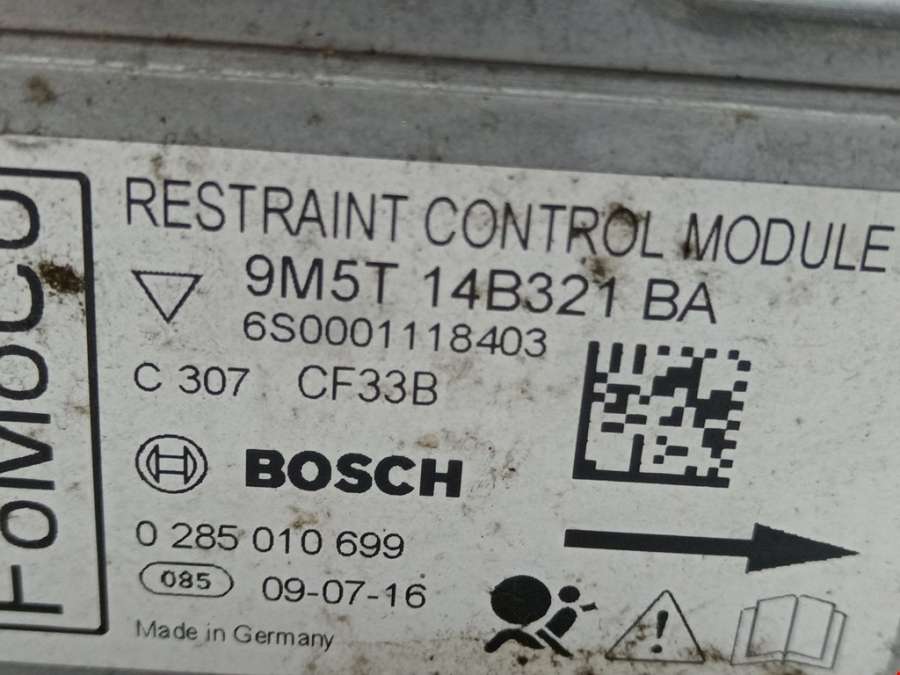 FoMoCo
RESTRAINT CONTROL MODULE
9M5T 14B321 BA
6S0001118403
C 307 CF33B
BOSCH
0 285 010 699
085 09-07-16
Made in Germany